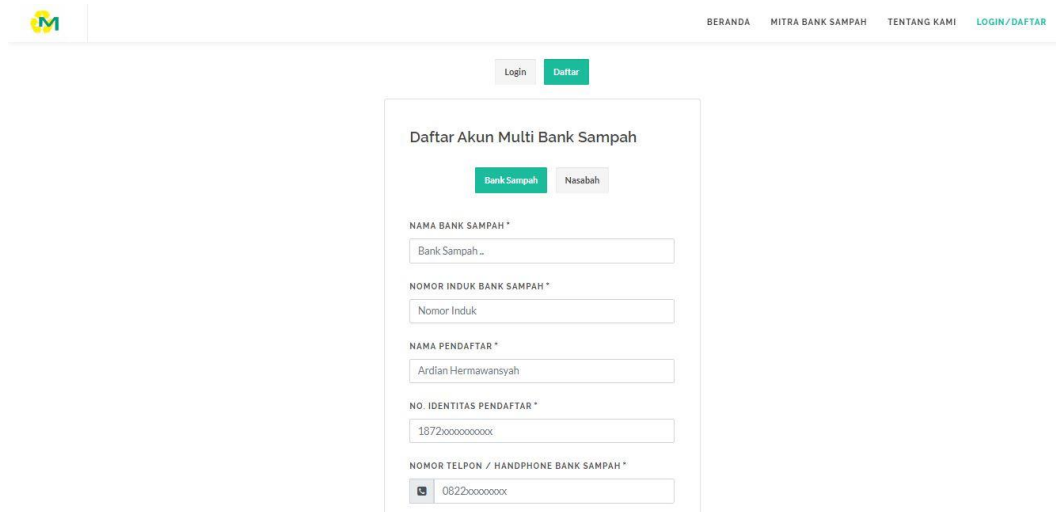 M
BERANDA MITRA BANK SAMPAH TENTANG KAMI LOGIN/DAFTAR
Login Daftar
Daftar Akun Multi Bank Sampah
Bank Sampah Nasabah
NAMA BANK SAMPAH *
Bank Sampah ..
NOMOR INDUK BANK SAMPAH *
Nomor Induk
NAMA PENDAFTAR *
Ardian Hermawansyah
NO. IDENTITAS PENDAFTAR *
1872xxxxxxxxxx
NOMOR TELPON / HANDPHONE BANK SAMPAH *
0822xxxxxxxx